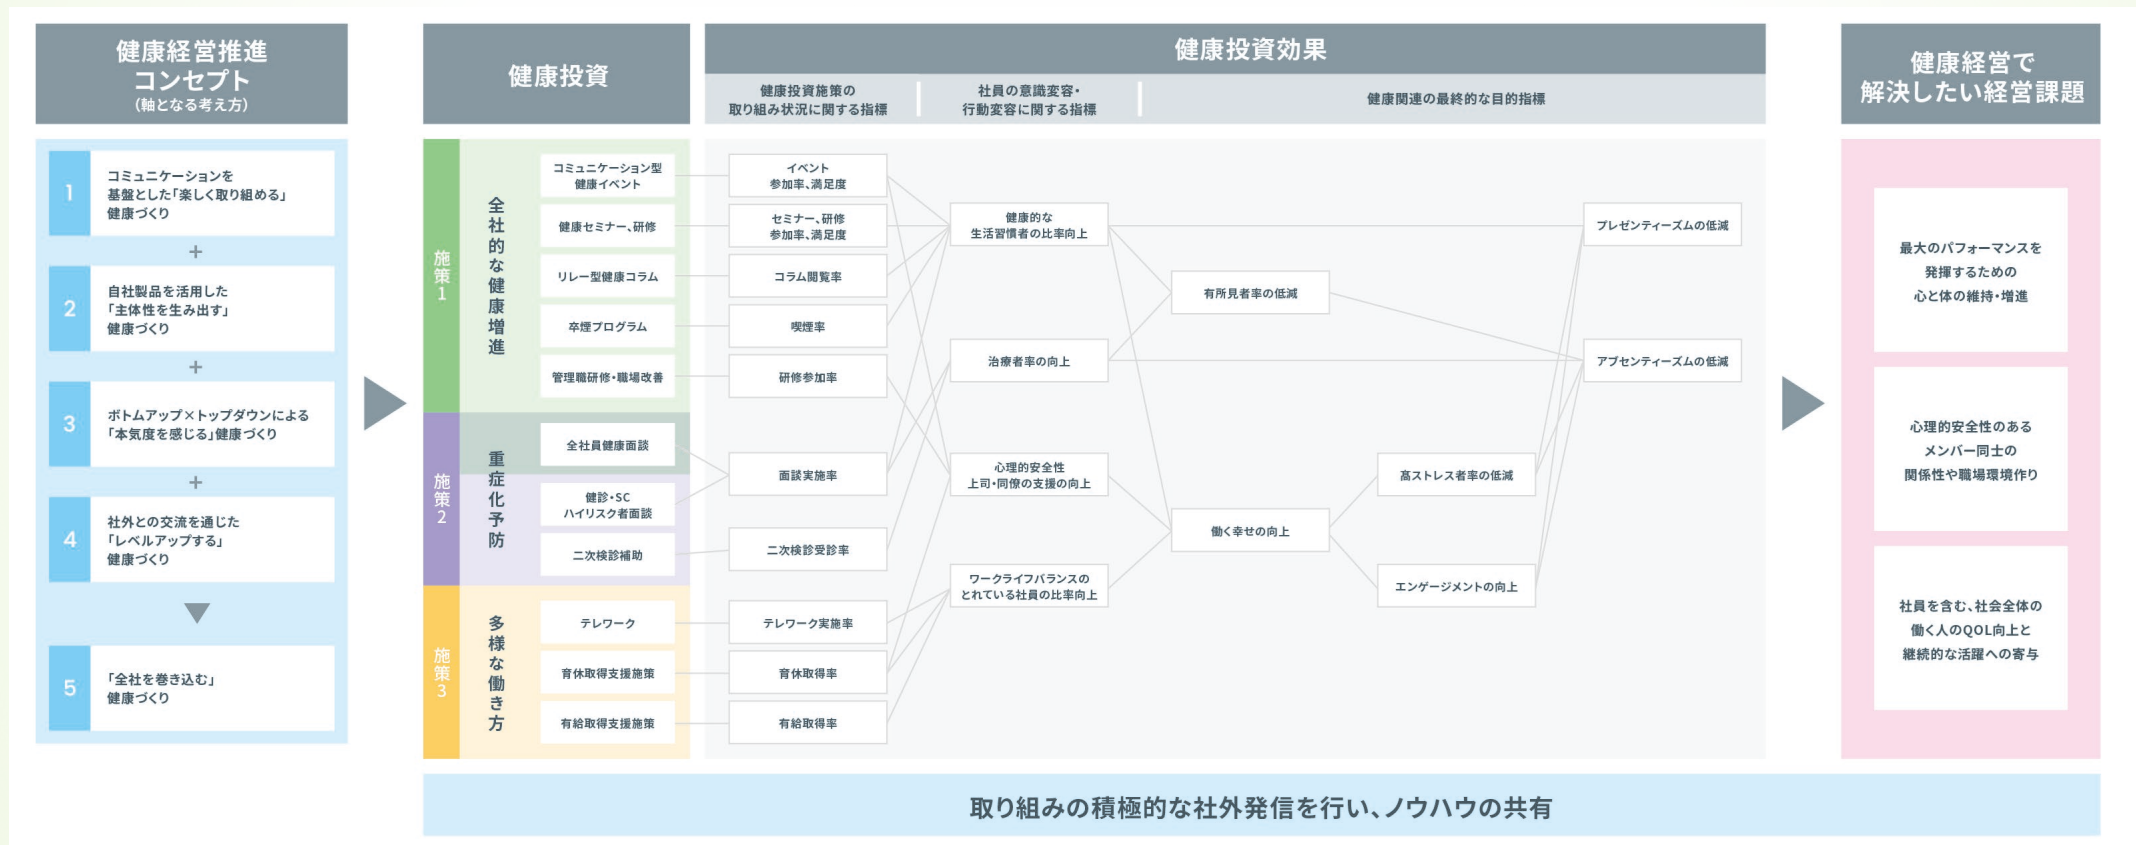 健康経営推進
コンセプト
(軸となる考え方)
1
コミュニケーションを
基盤とした「楽しく取り組める」
健康づくり
+
2
自社製品を活用した
「主体性を生み出す」
健康づくり
+
3
ボトムアップ×トップダウンによる
「本気度を感じる」健康づくり
+
4
社外との交流を通じた
「レベルアップする」
健康づくり
5
「全社を巻き込む」
健康づくり
健康投資
施策1
全社的な健康増進
コミュニケーション型
健康イベント
健康セミナー、研修
リレー型健康コラム
卒煙プログラム
管理職研修・職場改善
施策2
重症化予防
全社員健康面談
健診・SC
ハイリスク者面談
二次検診補助
施策3
多様な働き方
テレワーク
育休取得支援施策
有給取得支援施策
健康投資効果
健康投資施策の
取り組み状況に関する指標
イベント
参加率、満足度
セミナー、研修
参加率、満足度
コラム閲覧率
喫煙率
研修参加率
面談実施率
二次検診受診率
テレワーク実施率
育休取得率
有給取得率
社員の意識変容・
行動変容に関する指標
健康的な
生活習慣者の比率向上
治療者率の向上
心理的安全性
上司・同僚の支援の向上
ワークライフバランスの
とれている社員の比率向上
健康関連の最終的な目的指標
有所見者率の低減
働く幸せの向上
高ストレス者率の低減
エンゲージメントの向上
プレゼンティーズムの低減
アブセンティーズムの低減
健康経営で
解決したい経営課題
最大のパフォーマンスを
発揮するための
心と体の維持・増進
心理的安全性のある
メンバー同士の
関係性や職場環境作り
社員を含む、社会全体の
働く人のQOL向上と
継続的な活躍への寄与
取り組みの積極的な社外発信を行い、ノウハウの共有